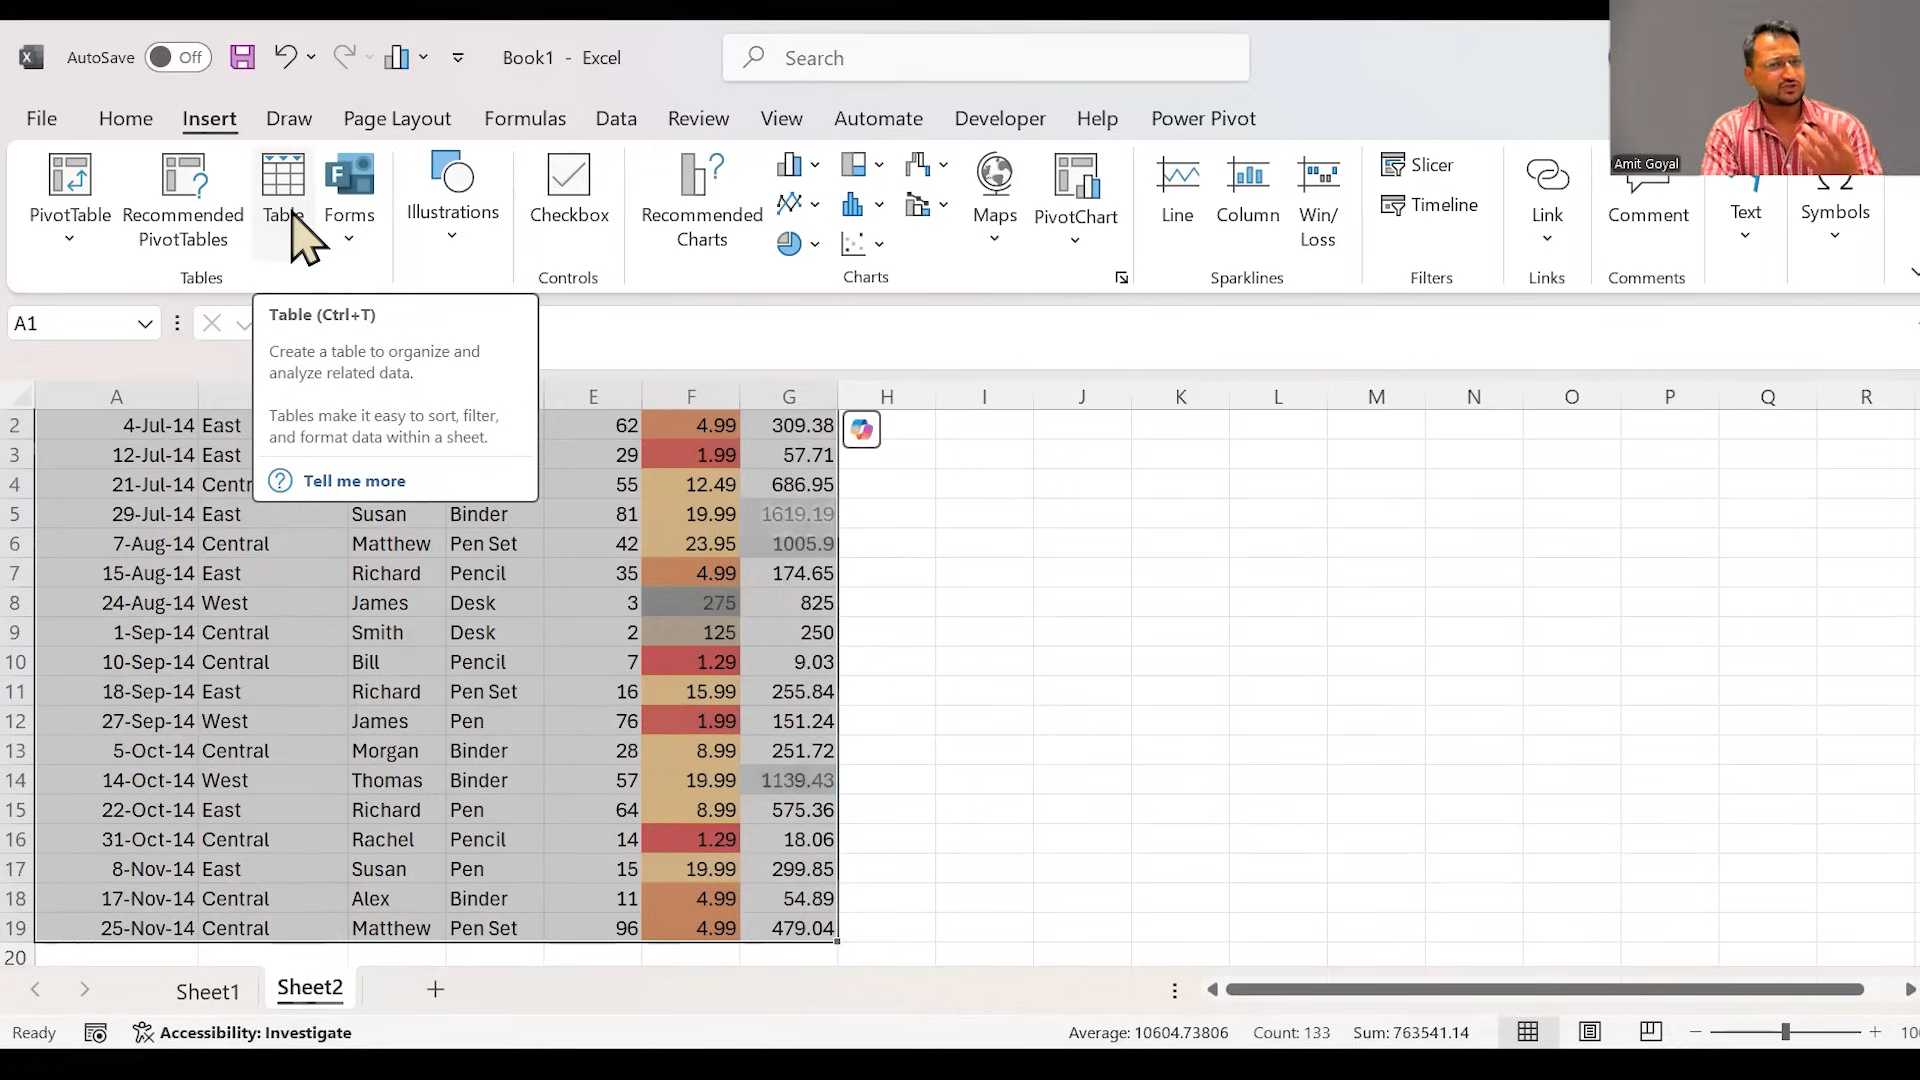 AutoSave Off Book1 - Excel Search
File Home Insert Draw Page Layout Formulas Data Review View Automate Developer Help Power Pivot
Amit Goyal
PivotTable
Recommended
PivotTables
Table
Forms
Tables
Illustrations
Checkbox
Controls
Recommended
Charts
Maps
PivotChart
Charts
Line
Column
Win/
Loss
Sparklines
Slicer
Timeline
Filters
Link
Links
Comment
Comments
Text
Symbols
A1
Table (Ctrl+T)
Create a table to organize and
analyze related data.
Tables make it easy to sort, filter,
and format data within a sheet.
Tell me more
A E F G H I J K L M N O P Q R
2 4-Jul-14 East 62 4.99 309.38
3 12-Jul-14 East 29 1.99 57.71
4 21-Jul-14 Centr 55 12.49 686.95
5 29-Jul-14 East Susan Binder 81 19.99 1619.19
6 7-Aug-14 Central Matthew Pen Set 42 23.95 1005.9
7 15-Aug-14 East Richard Pencil 35 4.99 174.65
8 24-Aug-14 West James Desk 3 275 825
9 1-Sep-14 Central Smith Desk 2 125 250
10 10-Sep-14 Central Bill Pencil 7 1.29 9.03
11 18-Sep-14 East Richard Pen Set 16 15.99 255.84
12 27-Sep-14 West James Pen 76 1.99 151.24
13 5-Oct-14 Central Morgan Binder 28 8.99 251.72
14 14-Oct-14 West Thomas Binder 57 19.99 1139.43
15 22-Oct-14 East Richard Pen 64 8.99 575.36
16 31-Oct-14 Central Rachel Pencil 14 1.29 18.06
17 8-Nov-14 East Susan Pen 15 19.99 299.85
18 17-Nov-14 Central Alex Binder 11 4.99 54.89
19 25-Nov-14 Central Matthew Pen Set 96 4.99 479.04
20
Sheet1 Sheet2
Ready Accessibility: Investigate Average: 10604.73806 Count: 133 Sum: 763541.14